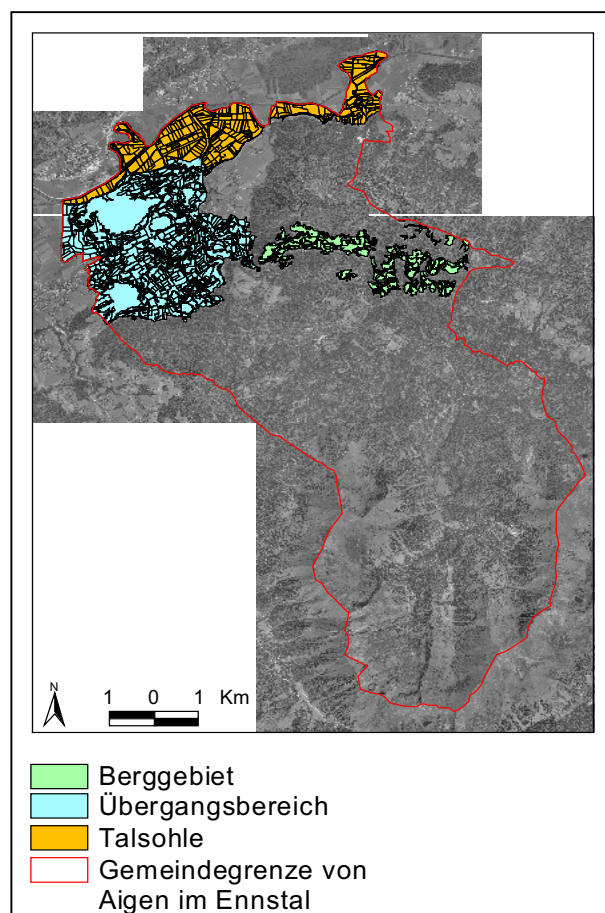 N
1 0 1 Km
Berggebiet
Übergangsbereich
Talsohle
Gemeindegrenze von
Aigen im Ennstal